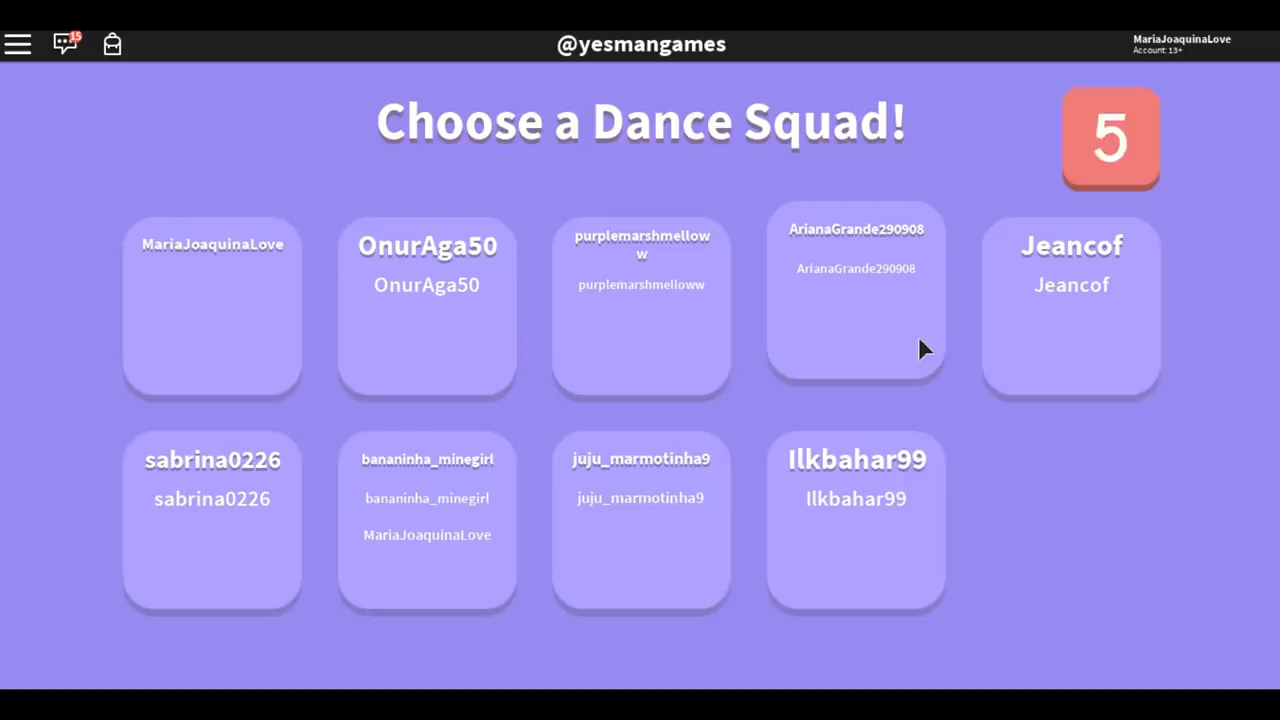 15
@yesmangames
MariaJoaquinaLove
Account: 13+
Choose a Dance Squad!
5
MariaJoaquinaLove
OnurAga50
OnurAga50
purplemarshmellow
w
purplemarshmelloww
ArianaGrande290908
ArianaGrande290908
Jeancof
Jeancof
sabrina0226
sabrina0226
bananinha_minegirl
bananinha_minegirl
MariaJoaquinaLove
juju_marmotinha9
juju_marmotinha9
Ilkbahar99
Ilkbahar99